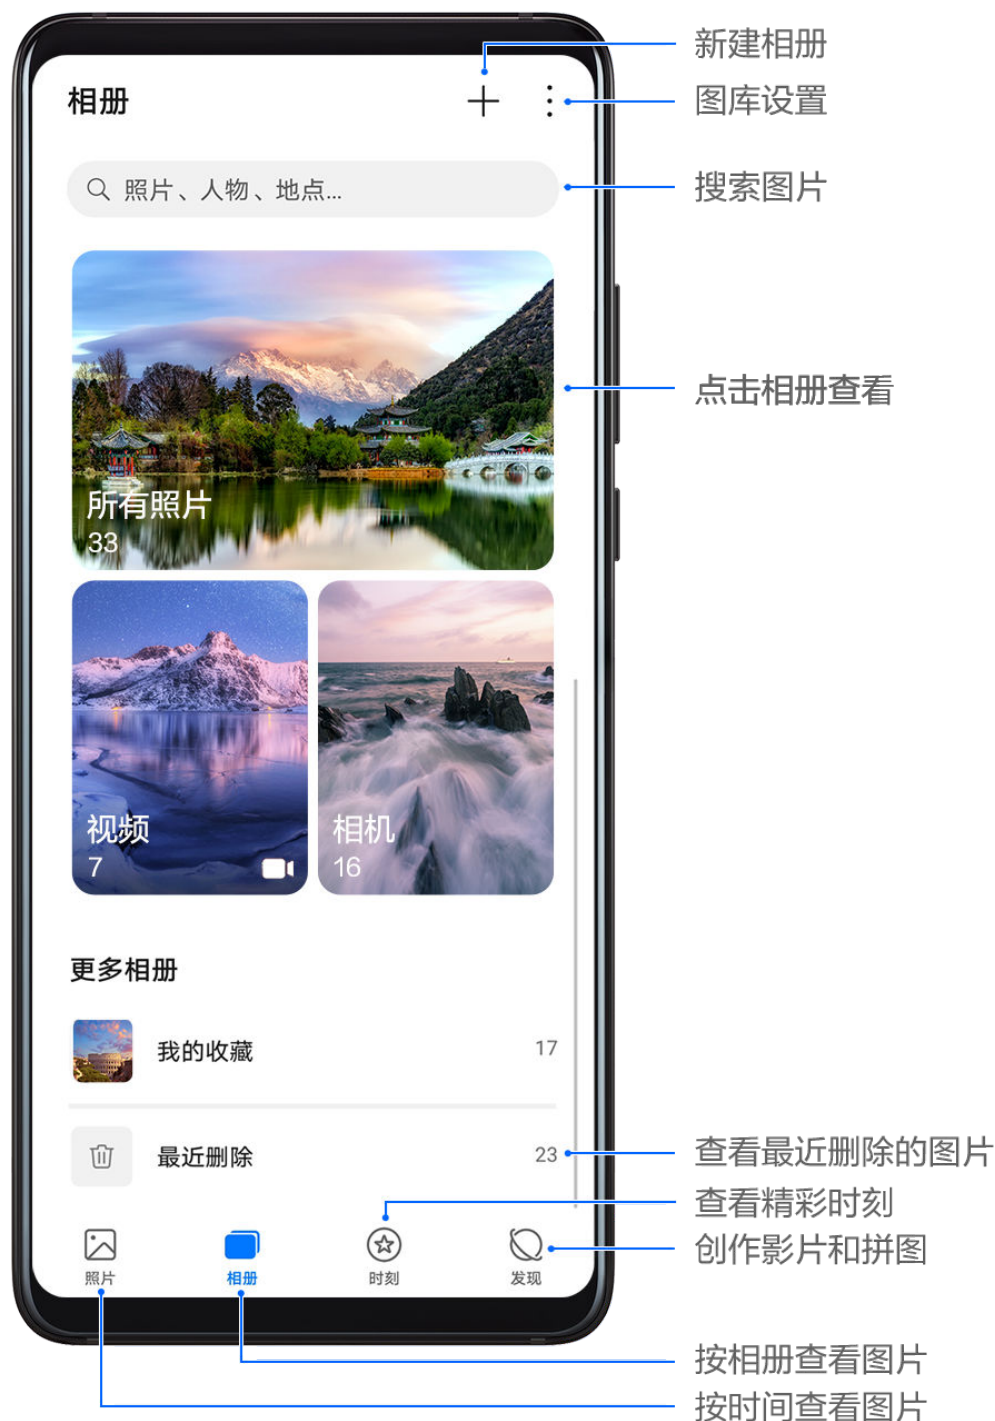 新建相册
相册
图库设置
照片、人物、地点...
搜索图片
点击相册查看
所有照片
33
视频
7
相机
16
更多相册
我的收藏
17
最近删除
23
查看最近删除的图片
查看精彩时刻
创作影片和拼图
照片
相册
时刻
发现
按相册查看图片
按时间查看图片